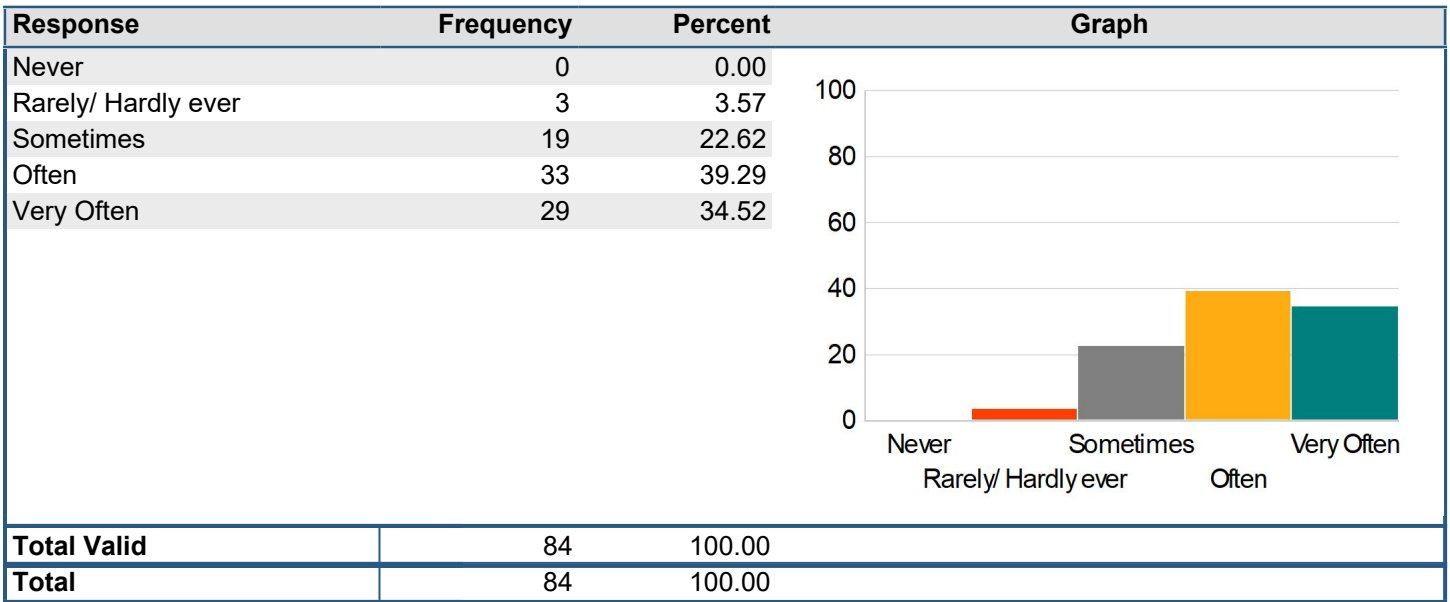 Response Frequency Percent Graph
Never 0 0.00
Rarely/ Hardly ever 3 3.57
Sometimes 19 22.62
Often 33 39.29
Very Often 29 34.52
100
80
60
40
20
0
Never Sometimes Very Often
Rarely/ Hardly ever Often
Total Valid 84 100.00
Total 84 100.00